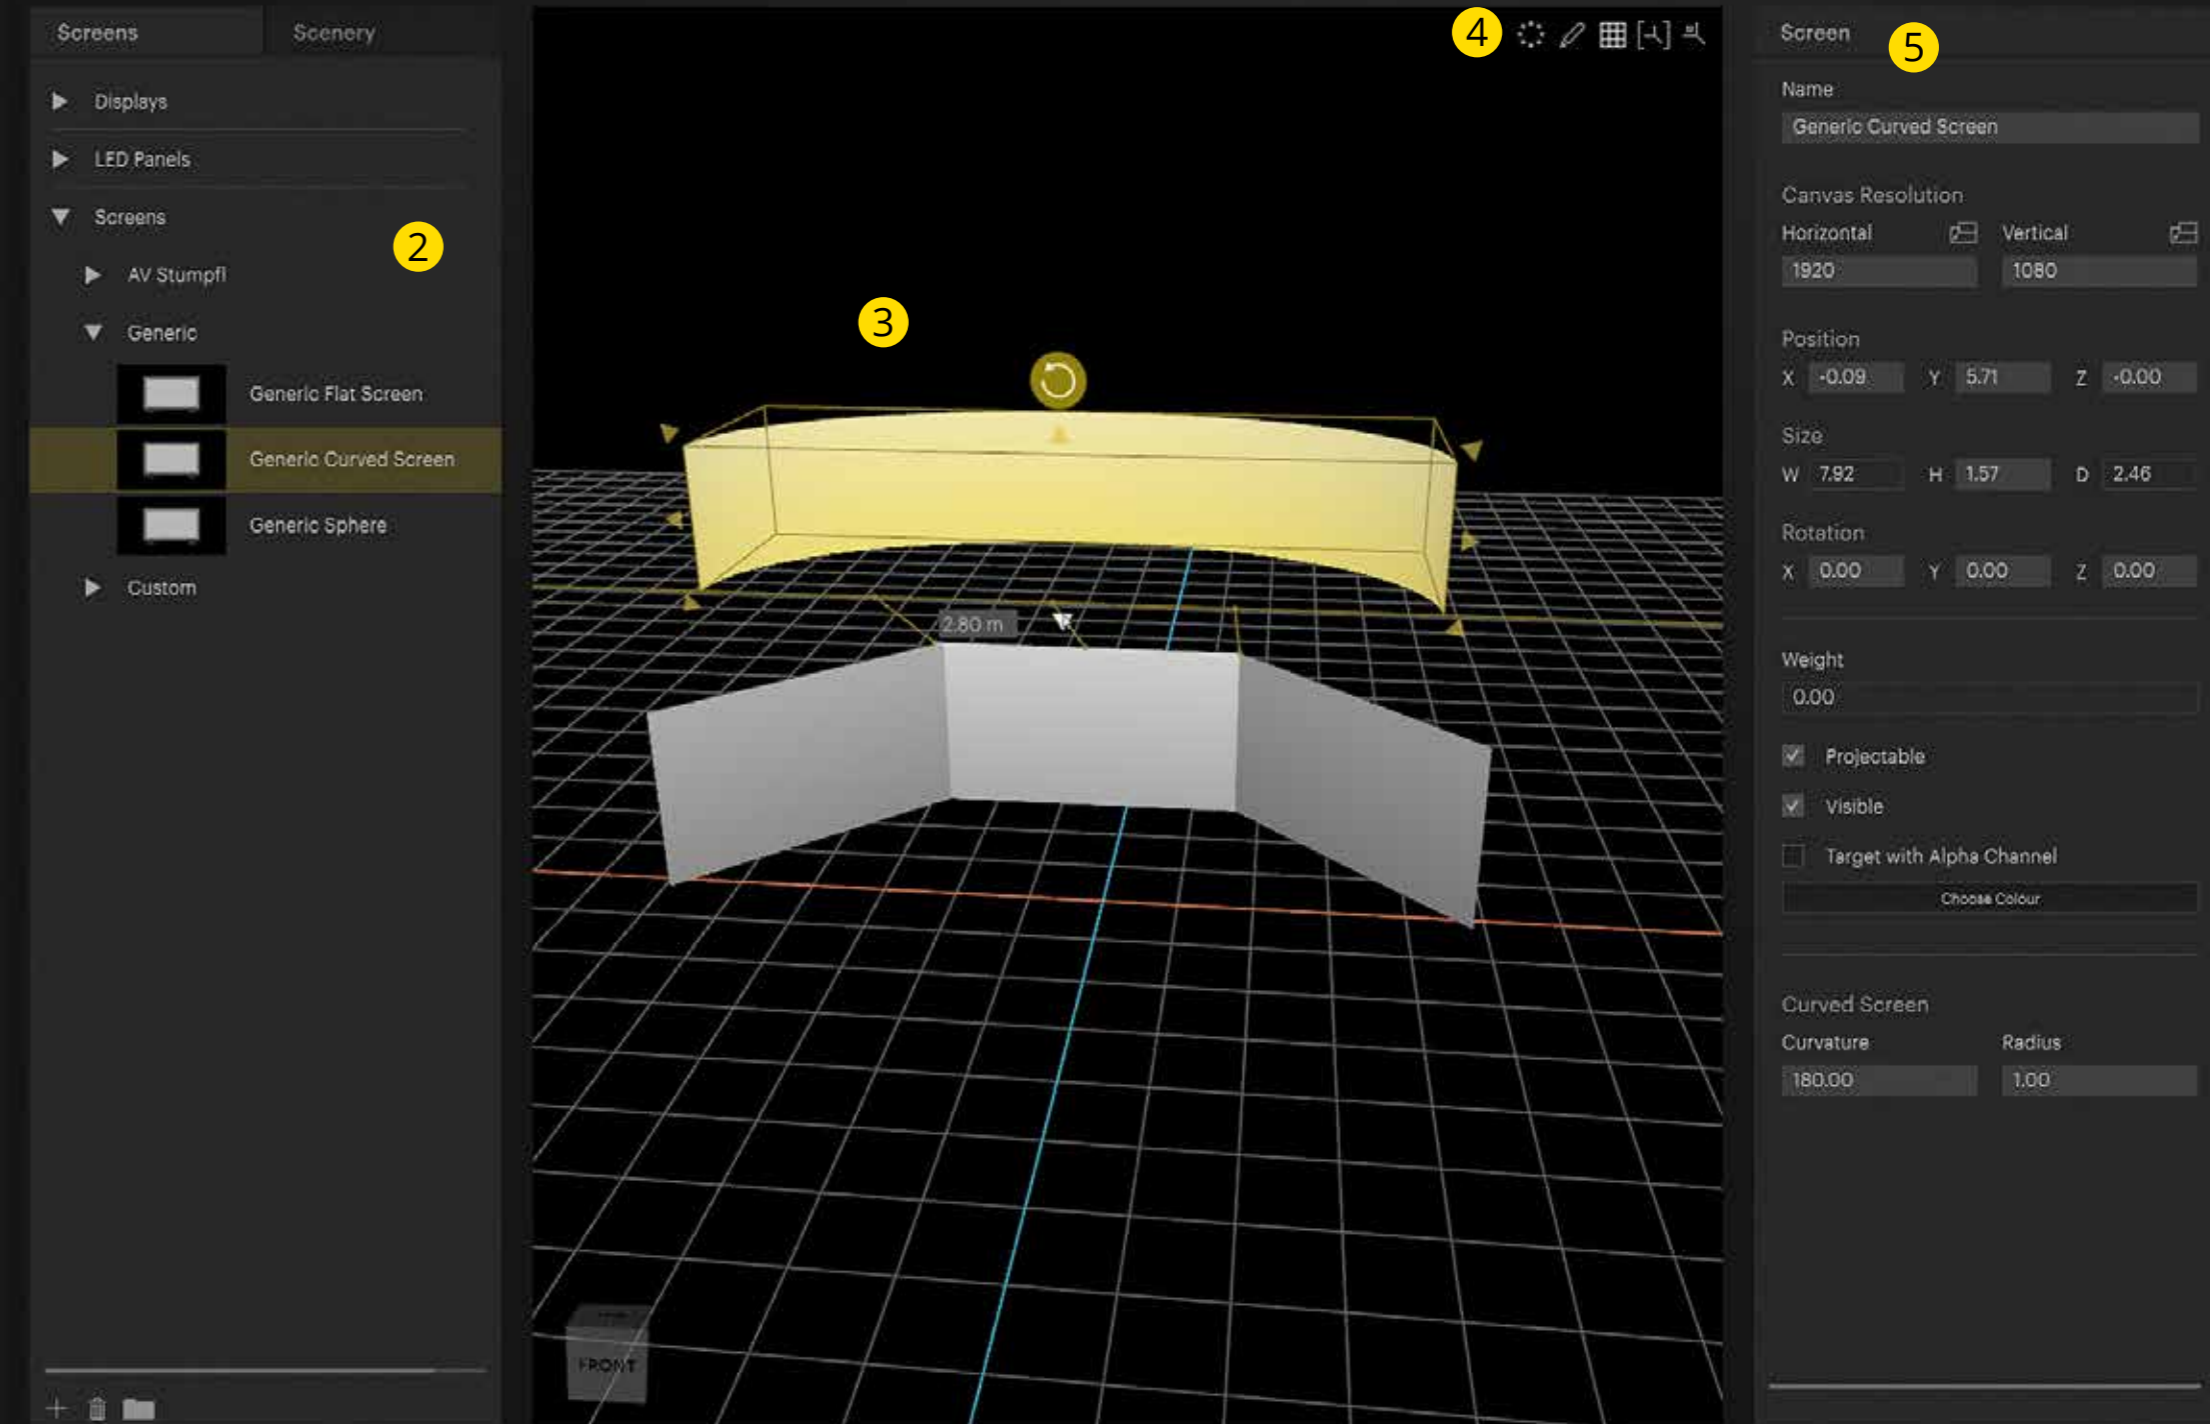 Screens
Scenery
Displays
LED Panels
Screens
2
AV Stumpfl
Generic
Generic Flat Screen
Generic Curved Screen
Generic Sphere
Custom
4
3
2.80 m
FRONT
Screen
5
Name
Generic Curved Screen
Canvas Resolution
Horizontal Vertical
1920 1080
Position
X -0.09 Y 5.71 Z -0.00
Size
W 7.92 H 1.57 D 2.46
Rotation
X 0.00 Y 0.00 Z 0.00
Weight
0.00
Projectable
Visible
Target with Alpha Channel
Choose Colour
Curved Screen
Curvature Radius
180.00 1.00